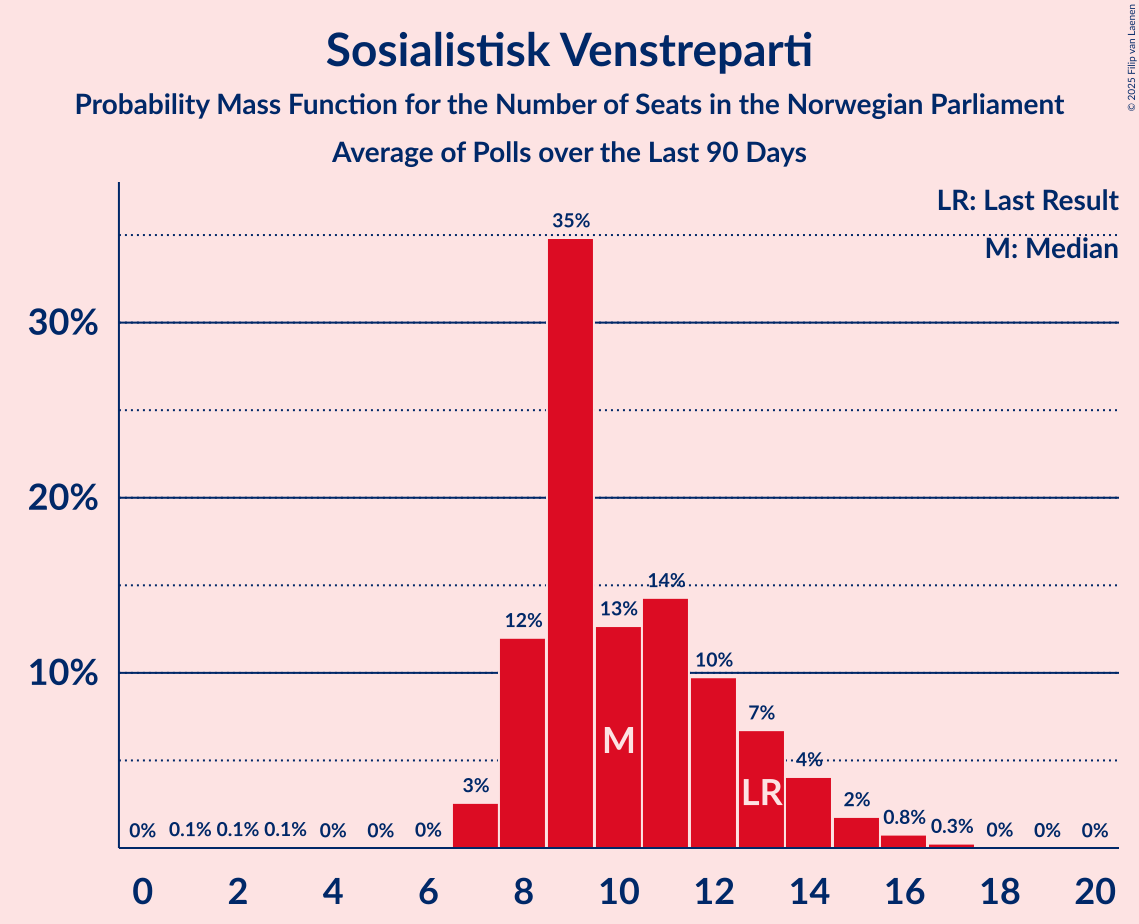 Sosialistisk Venstreparti
Probability Mass Function for the Number of Seats in the Norwegian Parliament
Average of Polls over the Last 90 Days
© 2025 Filip van Laenen
LR: Last Result
M: Median
35%
30%
20%
14%
13%
12%
10%
10%
7%
M
4%
3%
LR
2%
0.8%
0.3%
0% 0.1% 0.1% 0.1% 0% 0% 0% 0% 0% 0%
0 2 4 6 8 10 12 14 16 18 20